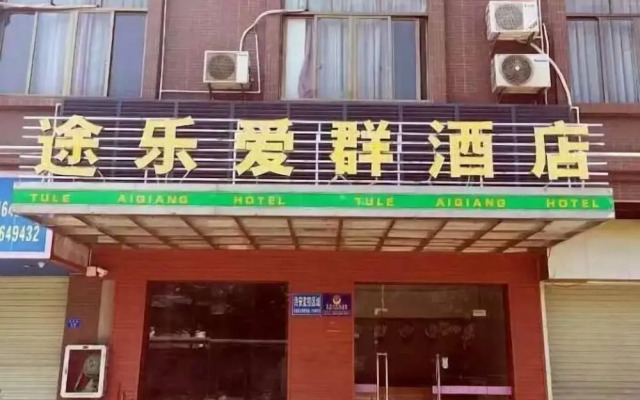 途乐爱群酒店
TULE AIQIANG HOTEL TULE AIQIANG HOTEL
649432